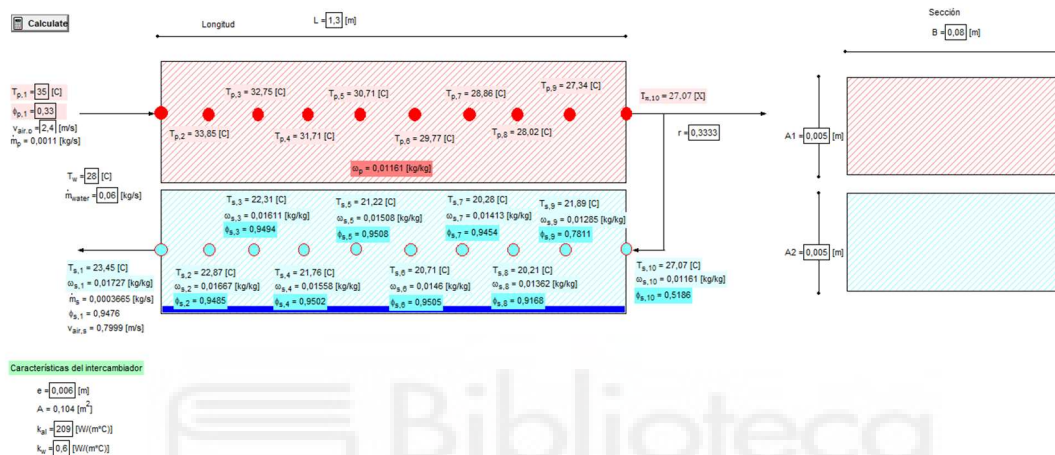 Calculate
Longitud
L = 1,3 [m]
Sección
B = 0,08 [m]
T_p,1 = 35 [C]
ϕ_p,1 = 0,33
v_air,o = 2,4 [m/s]
ṁ_p = 0,0011 [kg/s]
T_p,2 = 33,85 [C]
T_p,3 = 32,75 [C]
T_p,4 = 31,71 [C]
T_p,5 = 30,71 [C]
T_p,6 = 29,77 [C]
T_p,7 = 28,86 [C]
T_p,8 = 28,02 [C]
T_p,9 = 27,34 [C]
T_π,10 = 27,07 [X]
r = 0,3333
A1 = 0,005 [m]
ω_p = 0,01161 [kg/kg]
T_w = 28 [C]
ṁ_water = 0,06 [kg/s]
T_s,3 = 22,31 [C]
ω_s,3 = 0,01611 [kg/kg]
ϕ_s,3 = 0,9494
T_s,5 = 21,22 [C]
ω_s,5 = 0,01508 [kg/kg]
ϕ_s,5 = 0,9508
T_s,7 = 20,28 [C]
ω_s,7 = 0,01413 [kg/kg]
ϕ_s,7 = 0,9454
T_s,9 = 21,89 [C]
ω_s,9 = 0,01285 [kg/kg]
ϕ_s,9 = 0,7811
A2 = 0,005 [m]
T_s,1 = 23,45 [C]
ω_s,1 = 0,01727 [kg/kg]
ṁ_s = 0,0003665 [kg/s]
ϕ_s,1 = 0,9476
v_air,s = 0,7999 [m/s]
T_s,2 = 22,87 [C]
ω_s,2 = 0,01667 [kg/kg]
ϕ_s,2 = 0,9485
T_s,4 = 21,76 [C]
ω_s,4 = 0,01558 [kg/kg]
ϕ_s,4 = 0,9502
T_s,6 = 20,71 [C]
ω_s,6 = 0,0146 [kg/kg]
ϕ_s,6 = 0,9505
T_s,8 = 20,21 [C]
ω_s,8 = 0,01362 [kg/kg]
ϕ_s,8 = 0,9168
T_s,10 = 27,07 [C]
ω_s,10 = 0,01161 [kg/kg]
ϕ_s,10 = 0,5186
Características del intercambiador
e = 0,006 [m]
A = 0,104 [m²]
k_al = 209 [W/(m°C)]
k_w = 0,6 [W/(m°C)]
Biblioteca